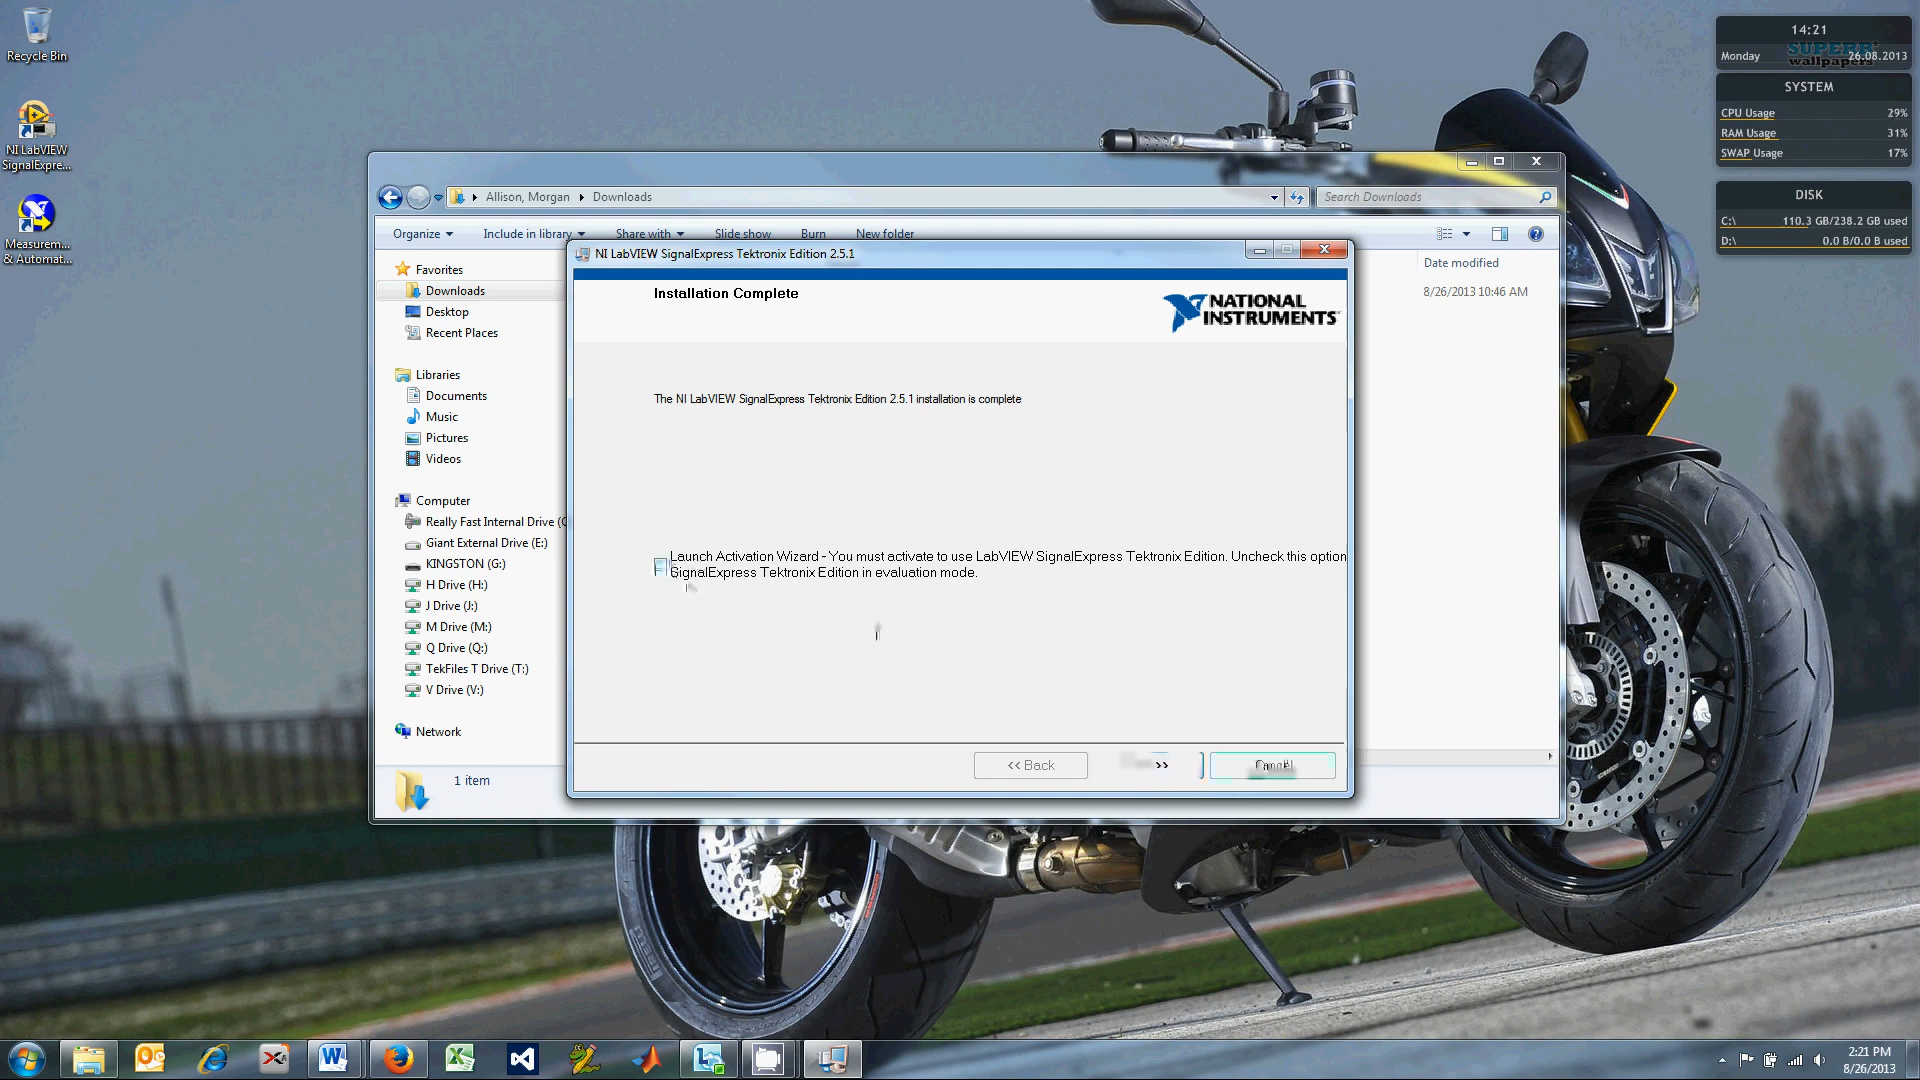 Recycle Bin
NI LabVIEW
SignalExpre...
Measurem...
& Automat...
14:21
SUPERB
wallpapers
Monday 26.08.2013
SYSTEM
CPU Usage 29%
RAM Usage 31%
SWAP Usage 17%
DISK
C:\ 110.3 GB/238.2 GB used
D:\ 0.0 B/0.0 B used
Allison, Morgan Downloads
Search Downloads
Organize Include in library Share with Slide show Burn New folder
Favorites
Downloads
Desktop
Recent Places
Libraries
Documents
Music
Pictures
Videos
Computer
Really Fast Internal Drive (C
Giant External Drive (E:)
KINGSTON (G:)
H Drive (H:)
J Drive (J:)
M Drive (M:)
Q Drive (Q:)
TekFiles T Drive (T:)
V Drive (V:)
Network
1 item
Date modified
8/26/2013 10:46 AM
NI LabVIEW SignalExpress Tektronix Edition 2.5.1
Installation Complete
NATIONAL
INSTRUMENTS
The NI LabVIEW SignalExpress Tektronix Edition 2.5.1 installation is complete
Launch Activation Wizard - You must activate to use LabVIEW SignalExpress Tektronix Edition. Uncheck this option
SignalExpress Tektronix Edition in evaluation mode.
<< Back >> Cancel
2:21 PM
8/26/2013